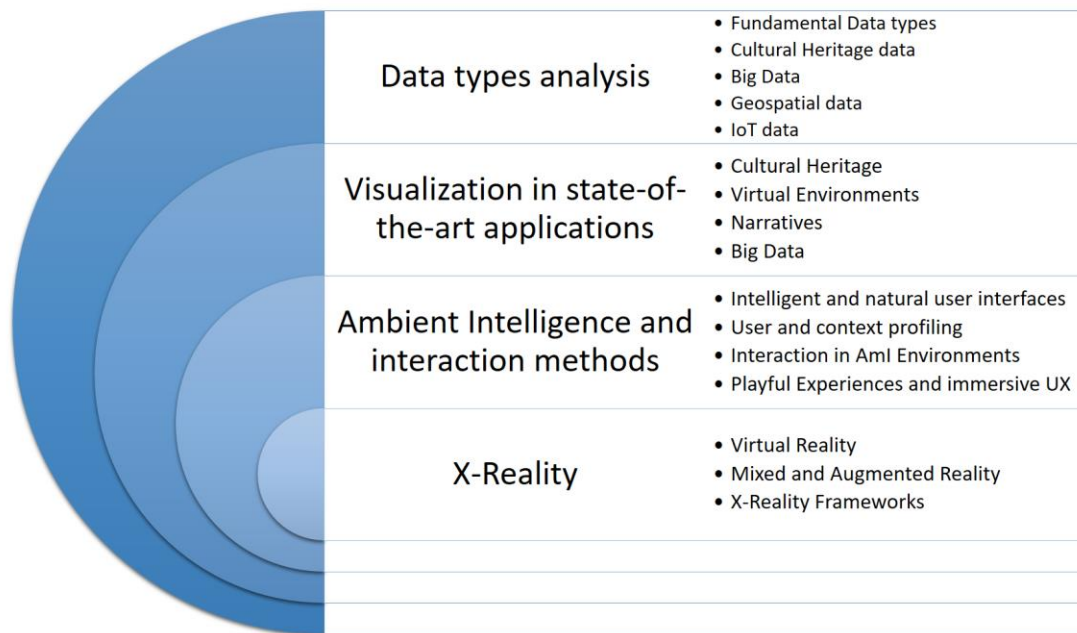 Data types analysis
• Fundamental Data types
• Cultural Heritage data
• Big Data
• Geospatial data
• IoT data
Visualization in state-of-
the-art applications
• Cultural Heritage
• Virtual Environments
• Narratives
• Big Data
Ambient Intelligence and
interaction methods
• Intelligent and natural user interfaces
• User and context profiling
• Interaction in AmI Environments
• Playful Experiences and immersive UX
X-Reality
• Virtual Reality
• Mixed and Augmented Reality
• X-Reality Frameworks